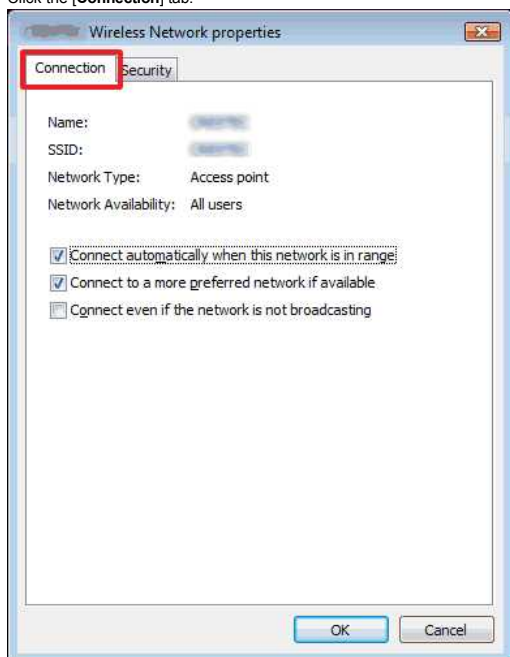 Click the [Connection] tab.
Wireless Network properties
Connection Security
Name:
SSID:
Network Type: Access point
Network Availability: All users
Connect automatically when this network is in range
Connect to a more preferred network if available
Connect even if the network is not broadcasting
OK Cancel